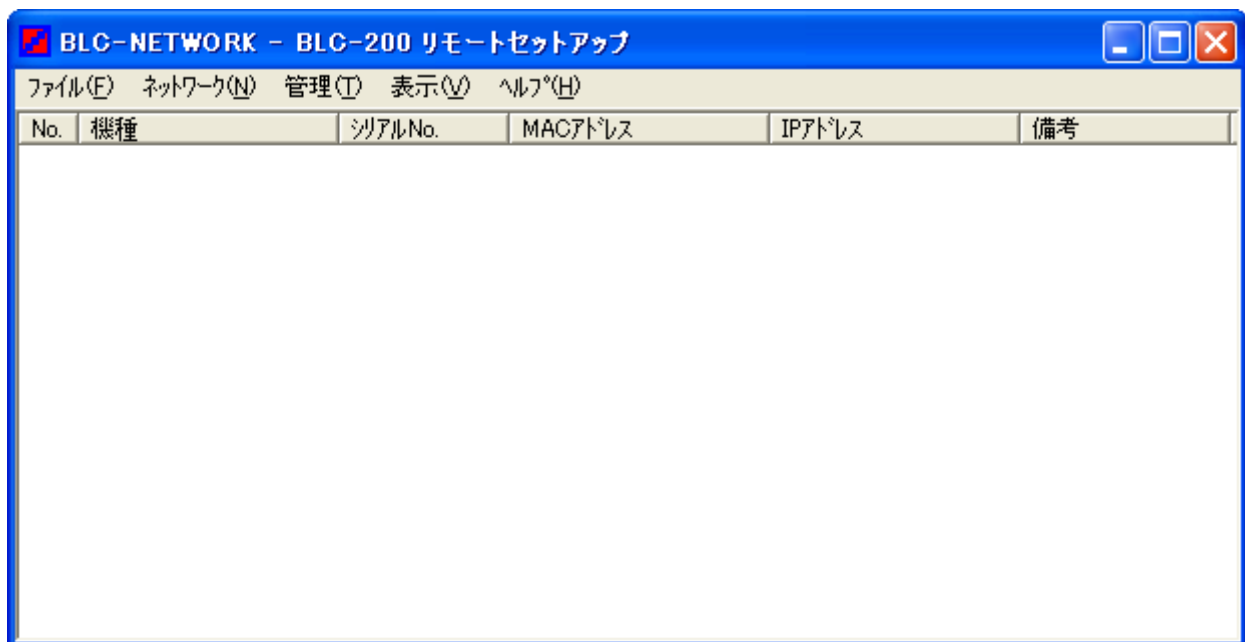 BLC-NETWORK - BLC-200 リモートセットアップ
ファイル(F) ネットワーク(N) 管理(T) 表示(V) ヘルプ(H)
No. 機種 シリアルNo. MACアドレス IPアドレス 備考